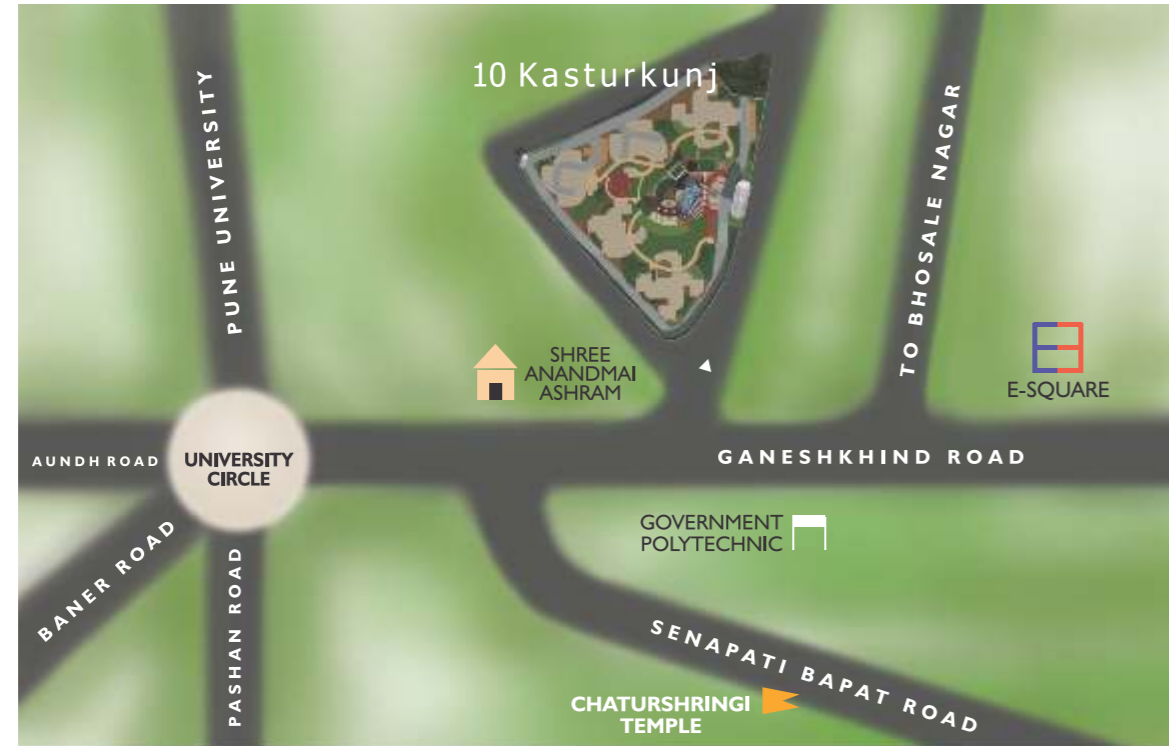 10 Kasturkunj
PUNE UNIVERSITY
TO BHOSALE NAGAR
SHREE
ANANDMAI
ASHRAM
E-SQUARE
AUNDH ROAD
UNIVERSITY
CIRCLE
GANESHKHIND ROAD
GOVERNMENT
POLYTECHNIC
BANER ROAD
PASHAN ROAD
SENAPATI BAPAT ROAD
CHATURSHRINGI
TEMPLE